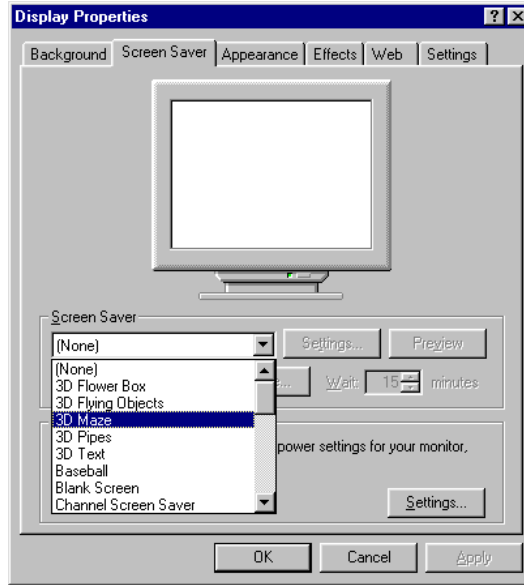 Display Properties
Background Screen Saver Appearance Effects Web Settings
Screen Saver
(None) Settings... Preview
(None)
3D Flower Box
3D Flying Objects
3D Maze
3D Pipes
3D Text
Baseball
Blank Screen
Channel Screen Saver
Wait: 15 minutes
power settings for your monitor,
Settings...
OK Cancel Apply